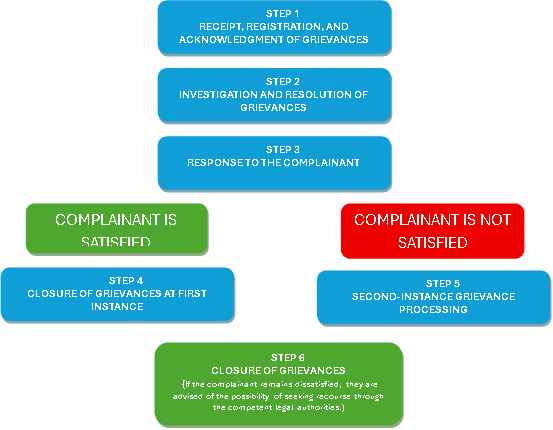 STEP 1
RECEIPT, REGISTRATION, AND
ACKNOWLEDGMENT OF GRIEVANCES
STEP 2
INVESTIGATION AND RESOLUTION OF
GRIEVANCES
STEP 3
RESPONSE TO THE COMPLAINANT
COMPLAINANT IS
SATISFIED
COMPLAINANT IS NOT
SATISFIED
STEP 4
CLOSURE OF GRIEVANCES AT FIRST
INSTANCE
STEP 5
SECOND-INSTANCE GRIEVANCE
PROCESSING
STEP 6
CLOSURE OF GRIEVANCES
(If the complainant remains dissatisfied, they are
advised of the possibility of seeking recourse through
the competent legal authorities.)